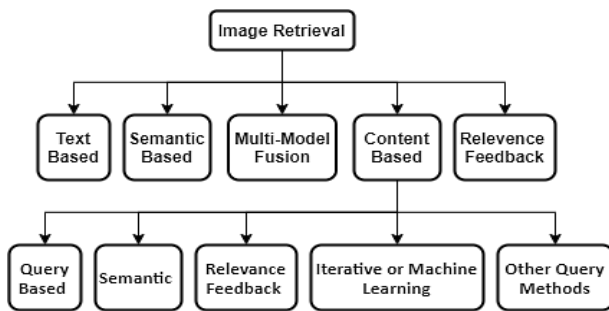 Image Retrieval
Text
Based
Semantic
Based
Multi-Model
Fusion
Content
Based
Relevence
Feedback
Query
Based
Semantic
Relevance
Feedback
Iterative or Machine
Learning
Other Query
Methods